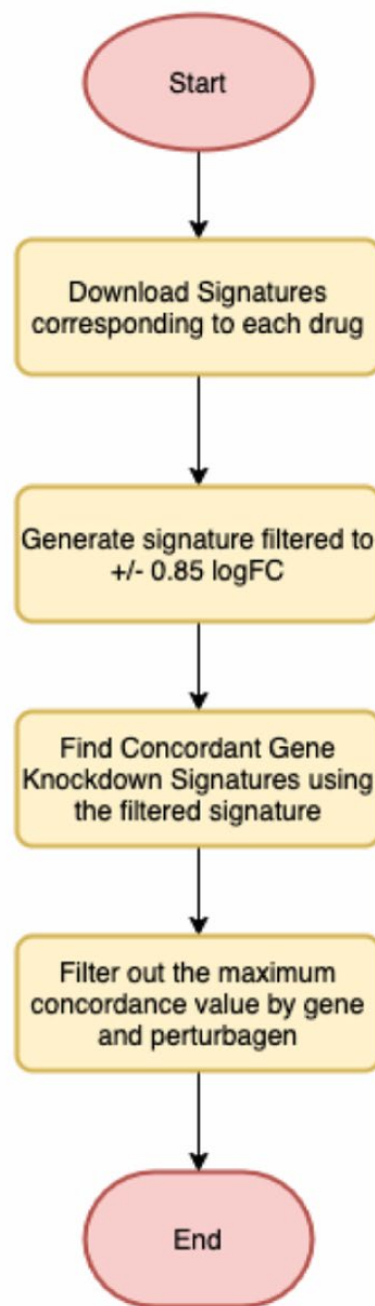 Start
Download Signatures
corresponding to each drug
Generate signature filtered to
+/- 0.85 logFC
Find Concordant Gene
Knockdown Signatures using
the filtered signature
Filter out the maximum
concordance value by gene
and perturbagen
End